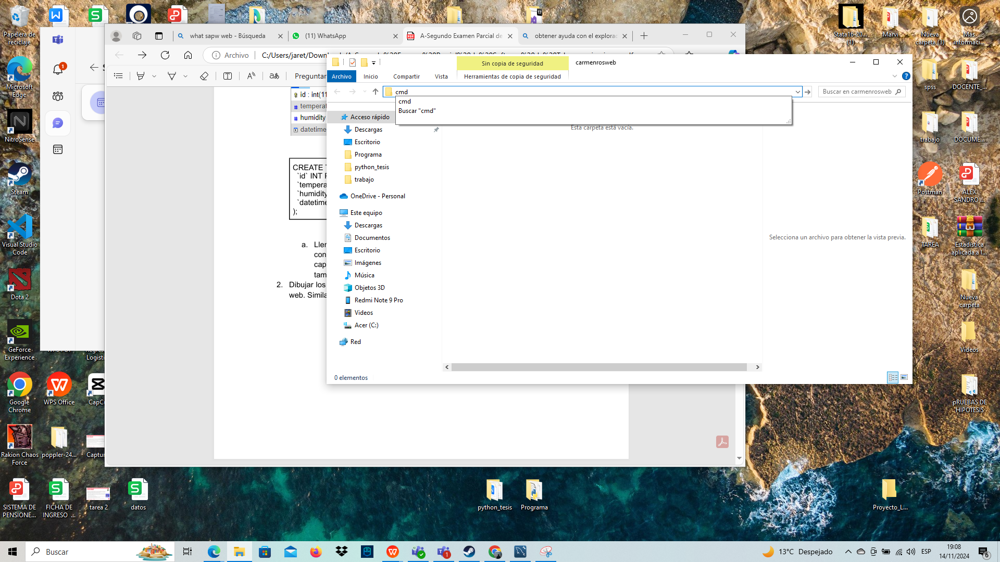 Papelera de
reciclaje
Microsoft
Edge
NitroSense
Steam
Visual Studio
Code
Dota 2
GeForce
Experience
Logisti
Google
Chrome
WPS Office
Rakion Chaos
Force
poppler-24...
Captur
SISTEMA DE
PENSIONE...
FICHA DE
INGRESO ...
tarea 2
datos
python_tesis
Programa
Proyecto_L...
Stata16-20...
(1)
Marvi
Nueva
carpeta (3)
Mas
informaci...
spss
DOCENTE_...
trabajo
DOCUME...
Postman
ALEX
SANDRO ...
TAREA
Estadística
aplicada a l...
Nueva
carpeta
Videos
pRUEBAS DE
HIPOTESIS
1
what sapw web - Búsqueda
(11) WhatsApp
A-Segundo Examen Parcial de
obtener ayuda con el explorac
Archivo
C:/Users/jaret/Downl
Preguntar
id : int(11
temperat
humidity
datetime
CREATE T
`id` INT
`tempera
`humidity
`datetime
);
a. Ller
con
cap
tam
2. Dibujar los
web. Simila
Sin copia de seguridad
carmenrosweb
Archivo
Inicio
Compartir
Vista
Herramientas de copia de seguridad
cmd
Buscar en carmenrosweb
cmd
Buscar "cmd"
Esta carpeta está vacía.
Acceso rápido
Descargas
Escritorio
Programa
python_tesis
trabajo
OneDrive - Personal
Este equipo
Descargas
Documentos
Escritorio
Imágenes
Música
Objetos 3D
Redmi Note 9 Pro
Videos
Acer (C:)
Red
Selecciona un archivo para obtener la vista previa.
0 elementos
Buscar
13°C Despejado
ESP
19:08
14/11/2024
6